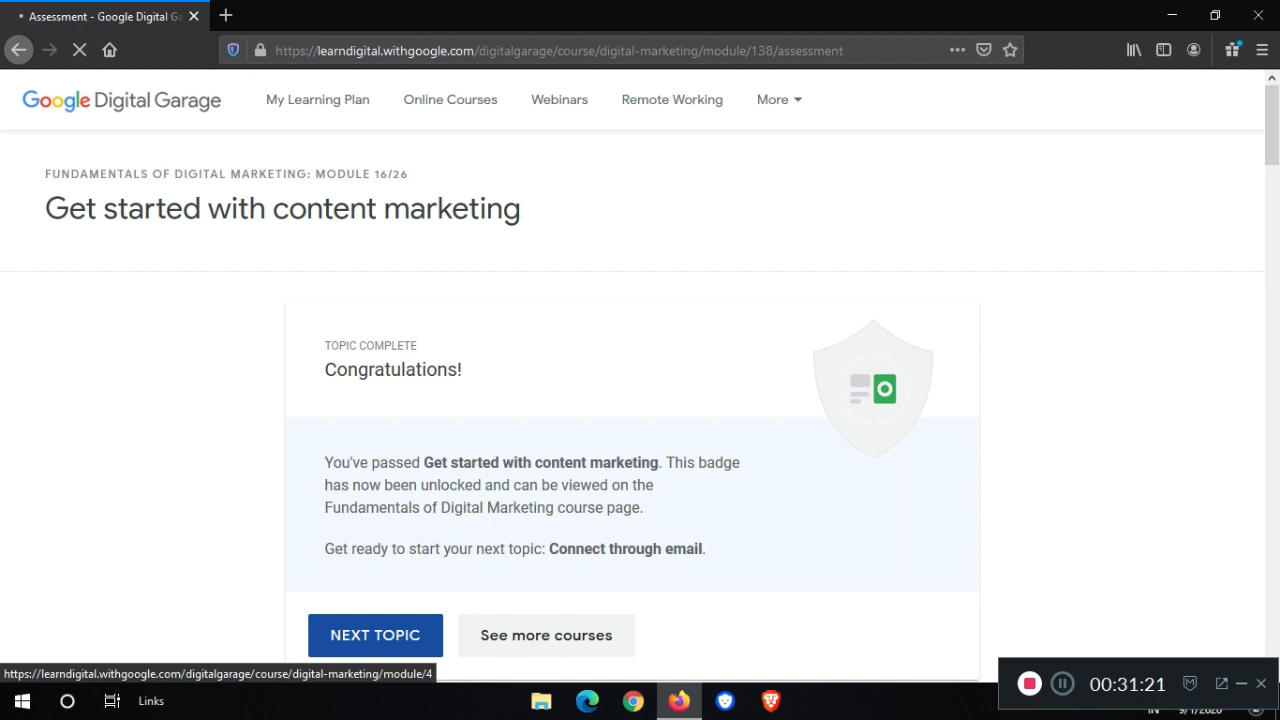 Assessment - Google Digital Ga
https://learndigital.withgoogle.com/digitalgarage/course/digital-marketing/module/138/assessment
Google Digital Garage
My Learning Plan
Online Courses
Webinars
Remote Working
More
FUNDAMENTALS OF DIGITAL MARKETING: MODULE 16/26
Get started with content marketing
TOPIC COMPLETE
Congratulations!
You've passed Get started with content marketing. This badge
has now been unlocked and can be viewed on the
Fundamentals of Digital Marketing course page.
Get ready to start your next topic: Connect through email.
NEXT TOPIC
See more courses
https://learndigital.withgoogle.com/digitalgarage/course/digital-marketing/module/4
00:31:21
Links
IN
9/1/2020